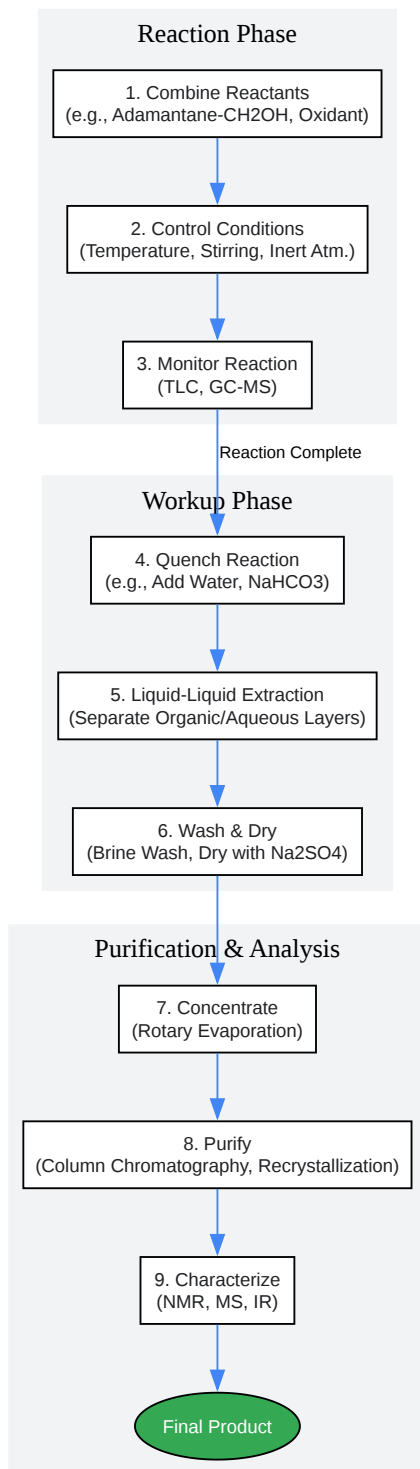 Reaction Phase
1. Combine Reactants
(e.g., Adamantane-CH2OH, Oxidant)
2. Control Conditions
(Temperature, Stirring, Inert Atm.)
3. Monitor Reaction
(TLC, GC-MS)
Reaction Complete
Workup Phase
4. Quench Reaction
(e.g., Add Water, NaHCO3)
5. Liquid-Liquid Extraction
(Separate Organic/Aqueous Layers)
6. Wash & Dry
(Brine Wash, Dry with Na2SO4)
Purification & Analysis
7. Concentrate
(Rotary Evaporation)
8. Purify
(Column Chromatography, Recrystallization)
9. Characterize
(NMR, MS, IR)
Final Product